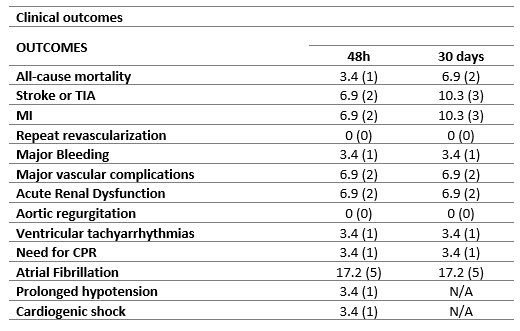 Clinical outcomes
OUTCOMES
48h 30 days
All-cause mortality 3.4 (1) 6.9 (2)
Stroke or TIA 6.9 (2) 10.3 (3)
MI 6.9 (2) 10.3 (3)
Repeat revascularization 0 (0) 0 (0)
Major Bleeding 3.4 (1) 3.4 (1)
Major vascular complications 6.9 (2) 6.9 (2)
Acute Renal Dysfunction 6.9 (2) 6.9 (2)
Aortic regurgitation 0 (0) 0 (0)
Ventricular tachyarrhythmias 3.4 (1) 3.4 (1)
Need for CPR 3.4 (1) 3.4 (1)
Atrial Fibrillation 17.2 (5) 17.2 (5)
Prolonged hypotension 3.4 (1) N/A
Cardiogenic shock 3.4 (1) N/A